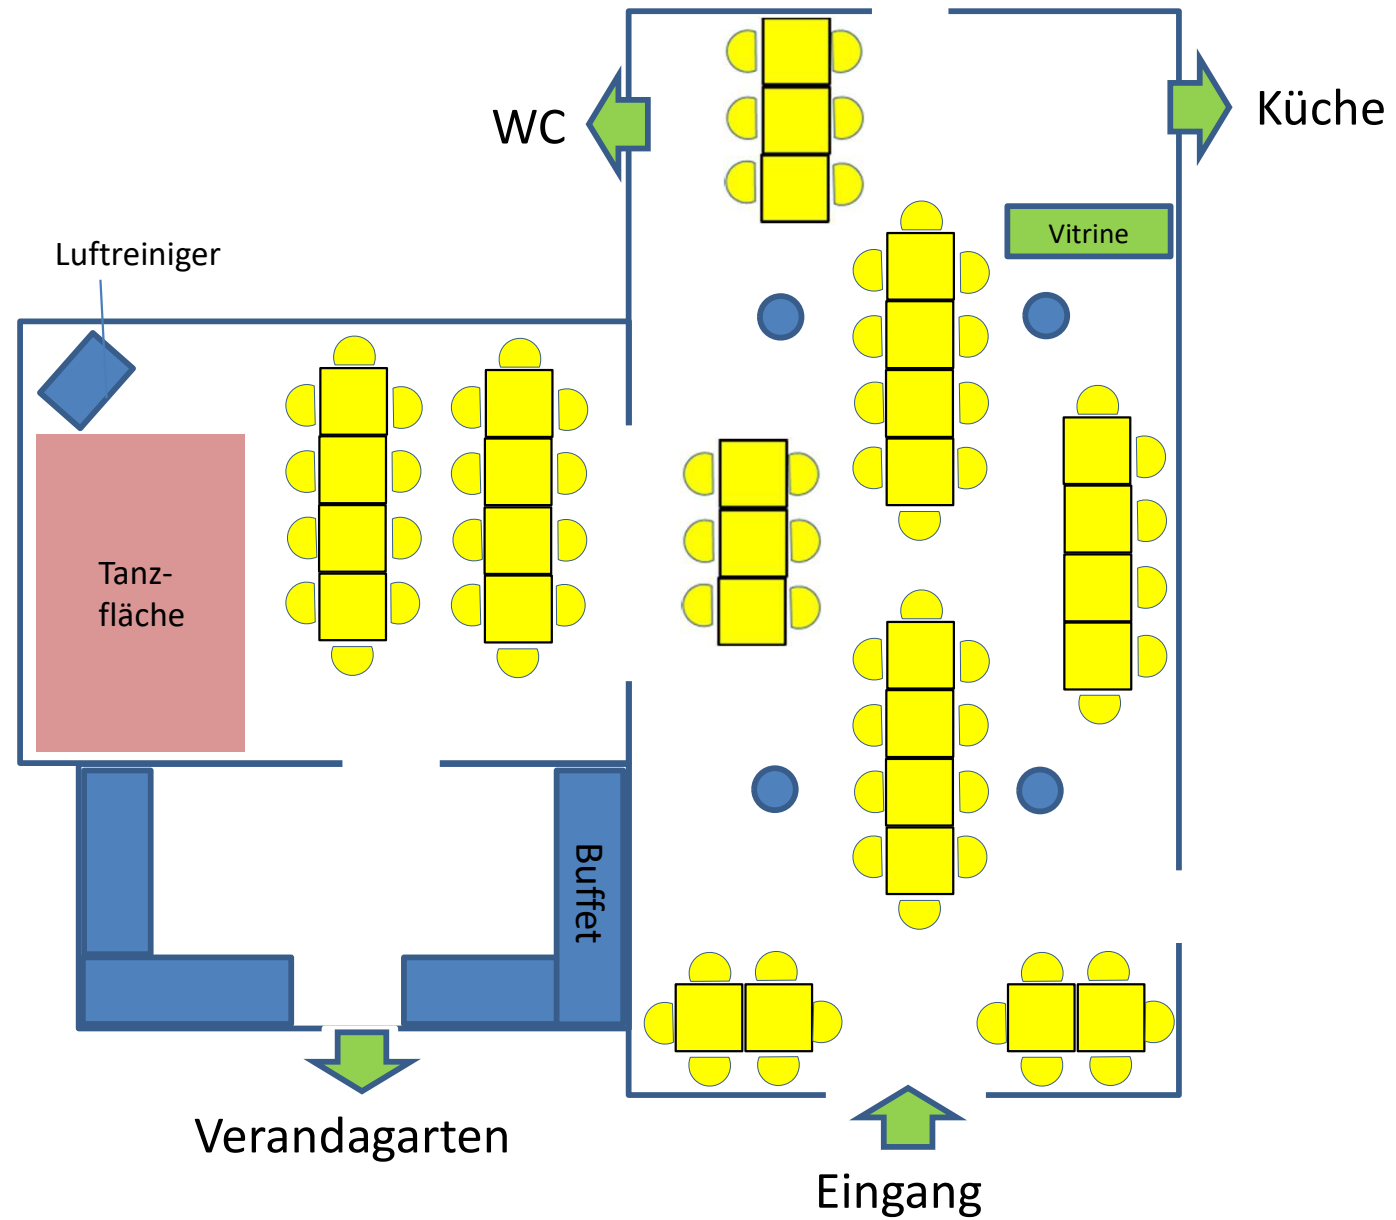 WC
Küche
Vitrine
Luftreiniger
Tanz-
fläche
Buffet
Verandagarten
Eingang